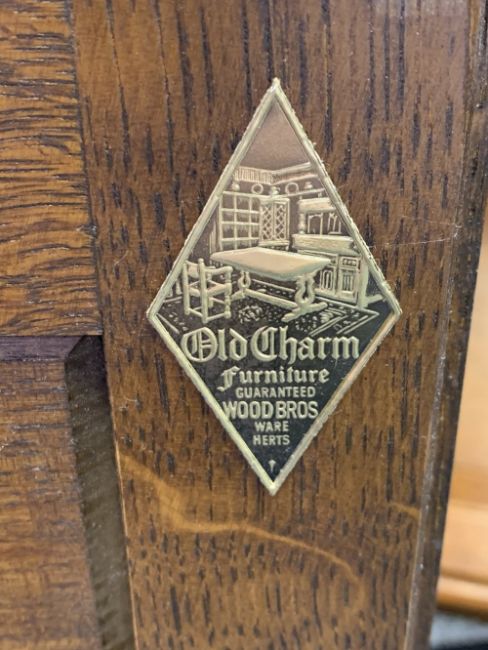 Old Charm
Furniture
GUARANTEED
WOOD BROS
WARE
HERTS